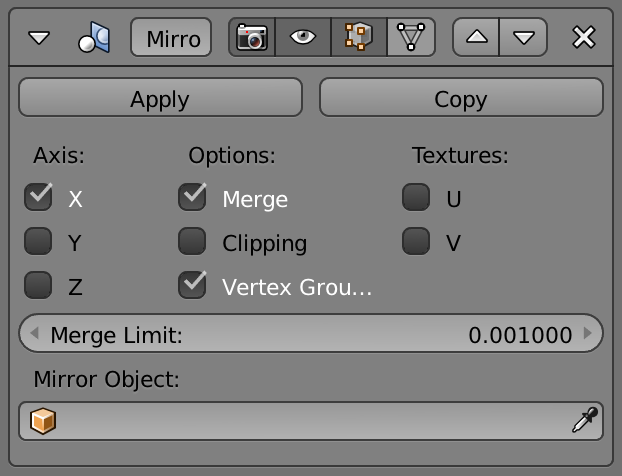 Mirro
Apply Copy
Axis: Options: Textures:
X Merge U
Y Clipping V
Z Vertex Grou...
Merge Limit: 0.001000
Mirror Object: